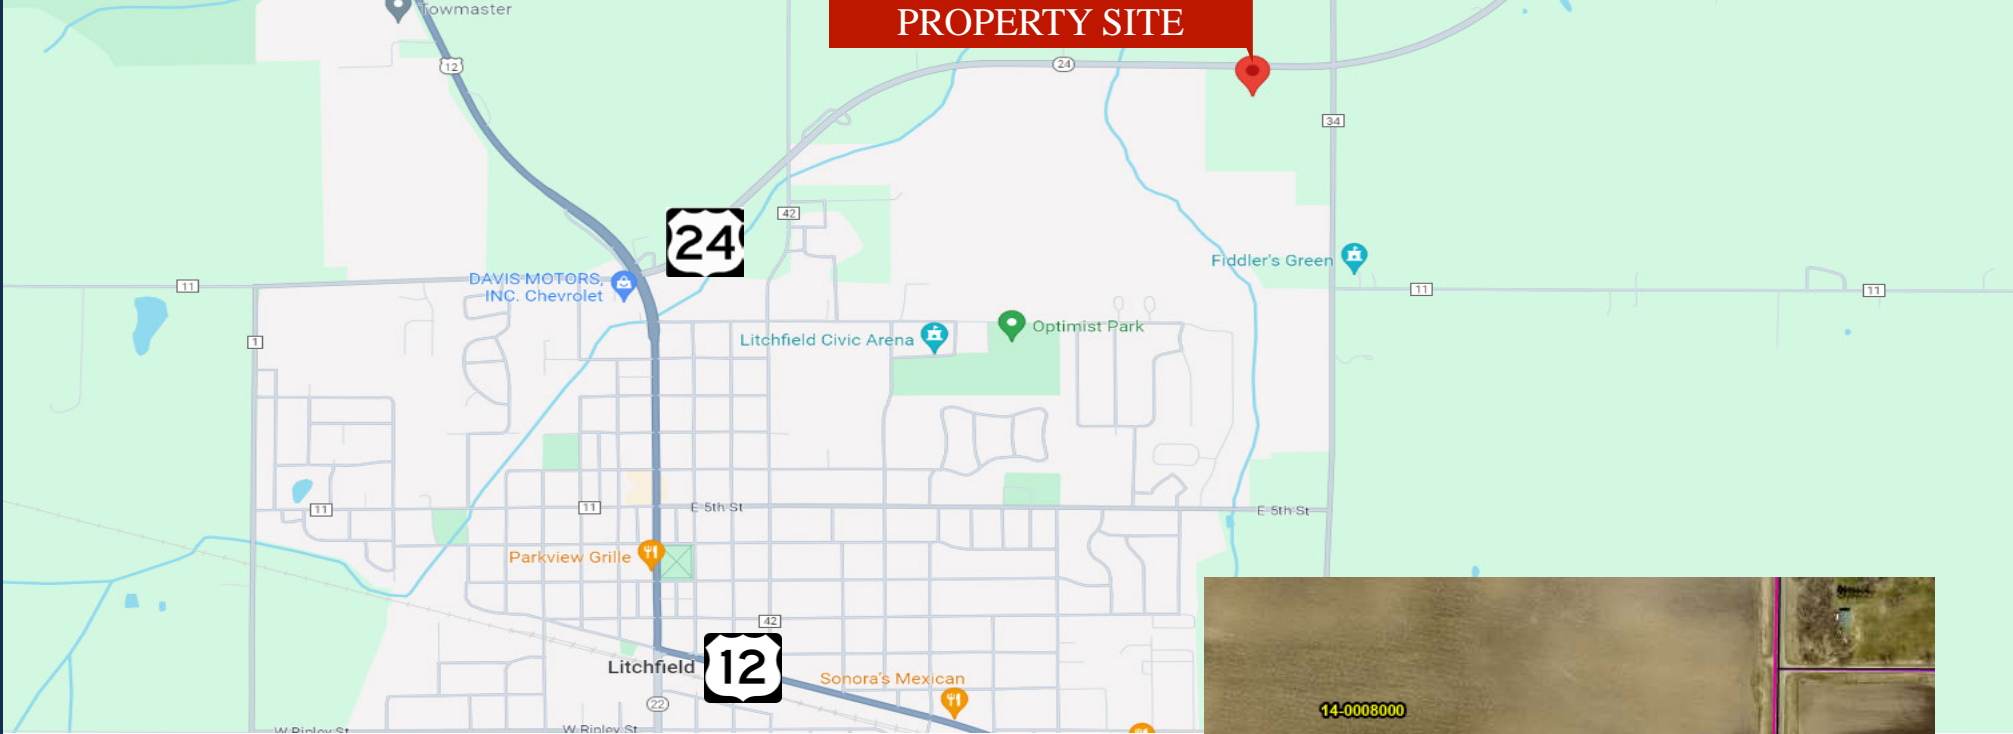 Towmaster
PROPERTY SITE
12
24
34
42
24
Fiddler's Green
DAVIS MOTORS,
INC. Chevrolet
11
11
11
Optimist Park
Litchfield Civic Arena
1
11
11
E 5th St
E 5th St
Parkview Grille
42
Litchfield
12
Sonora's Mexican
22
14-0008000
W Ripley St
W Ripley St